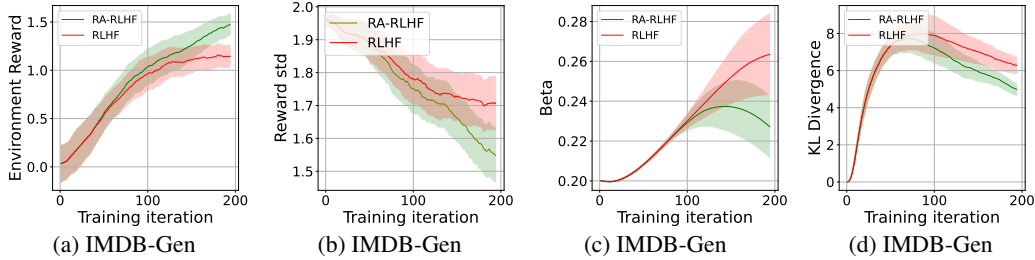 Environment Reward
1.5
1.0
0.5
0.0
RA-RLHF
RLHF
0
100
200
Training iteration
(a) IMDB-Gen
Reward std
2.0
1.9
1.8
1.7
1.6
1.5
RA-RLHF
RLHF
0
100
200
Training iteration
(b) IMDB-Gen
Beta
0.28
0.26
0.24
0.22
0.20
RA-RLHF
RLHF
0
100
200
Training iteration
(c) IMDB-Gen
KL Divergence
8
6
4
2
0
RA-RLHF
RLHF
0
100
200
Training iteration
(d) IMDB-Gen